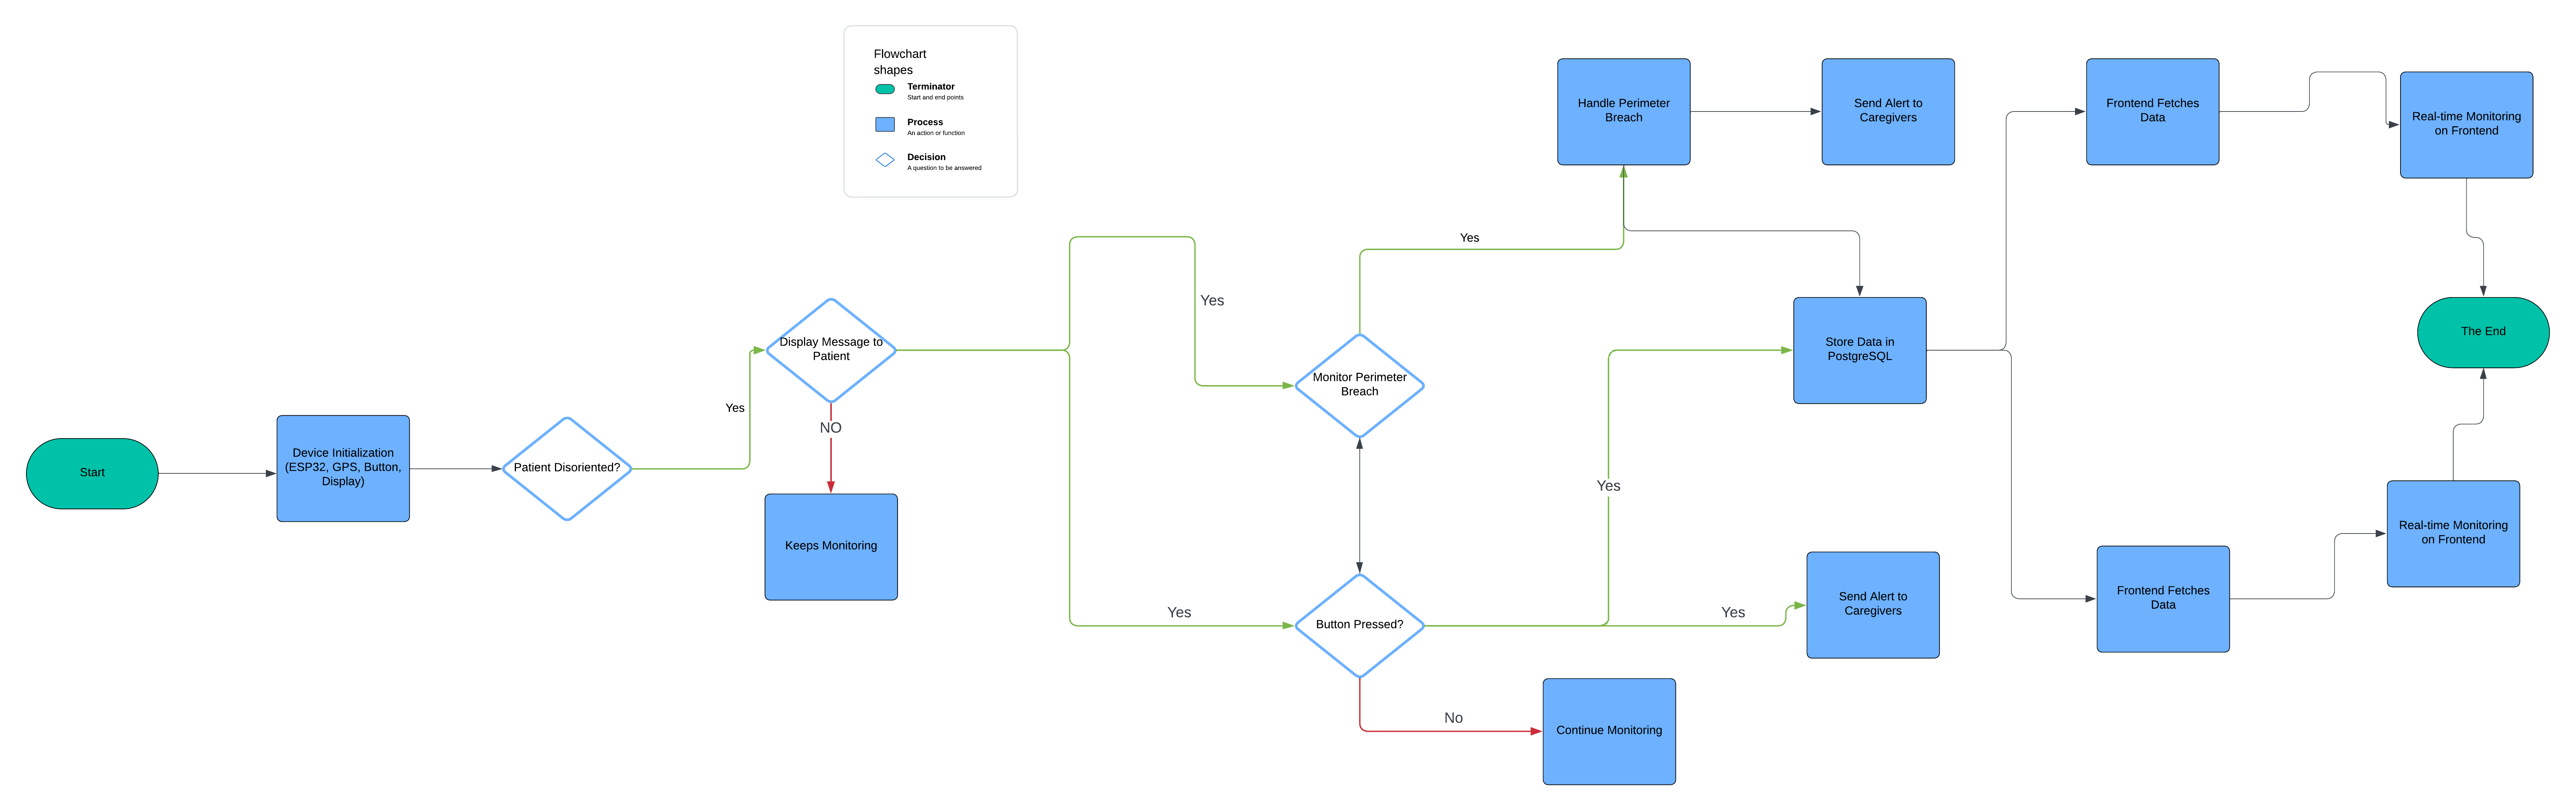 Flowchart
shapes
Terminator
Start and end points
Process
An action or function
Decision
A question to be answered
Start
Device Initialization
(ESP32, GPS, Button,
Display)
Patient Disoriented?
Yes
Display Message to
Patient
NO
Keeps Monitoring
Yes
Yes
Monitor Perimeter
Breach
Button Pressed?
Yes
Handle Perimeter
Breach
Send Alert to
Caregivers
Yes
Store Data in
PostgreSQL
Yes
Send Alert to
Caregivers
No
Continue Monitoring
Frontend Fetches
Data
Real-time Monitoring
on Frontend
Frontend Fetches
Data
Real-time Monitoring
on Frontend
The End